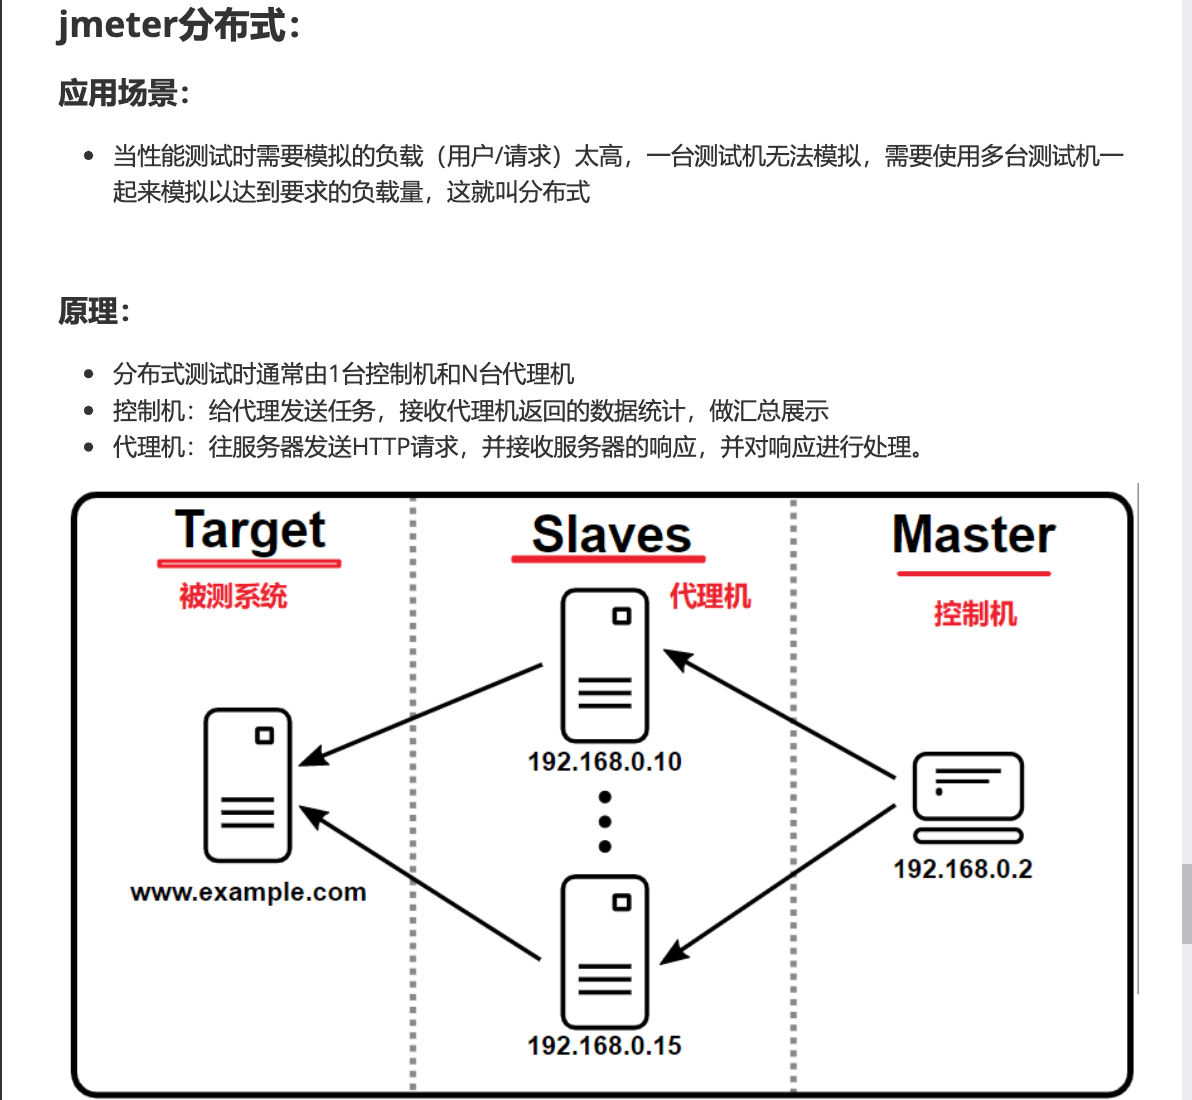 jmeter分布式：
应用场景：
当性能测试时需要模拟的负载（用户/请求）太高，一台测试机无法模拟，需要使用多台测试机一
起来模拟以达到要求的负载量，这就叫分布式
原理：
分布式测试时通常由1台控制机和N台代理机
控制机：给代理发送任务，接收代理机返回的数据统计，做汇总展示
代理机：往服务器发送HTTP请求，并接收服务器的响应，并对响应进行处理。
Target
Slaves
Master
被测系统
代理机
控制机
192.168.0.10
192.168.0.2
www.example.com
192.168.0.15